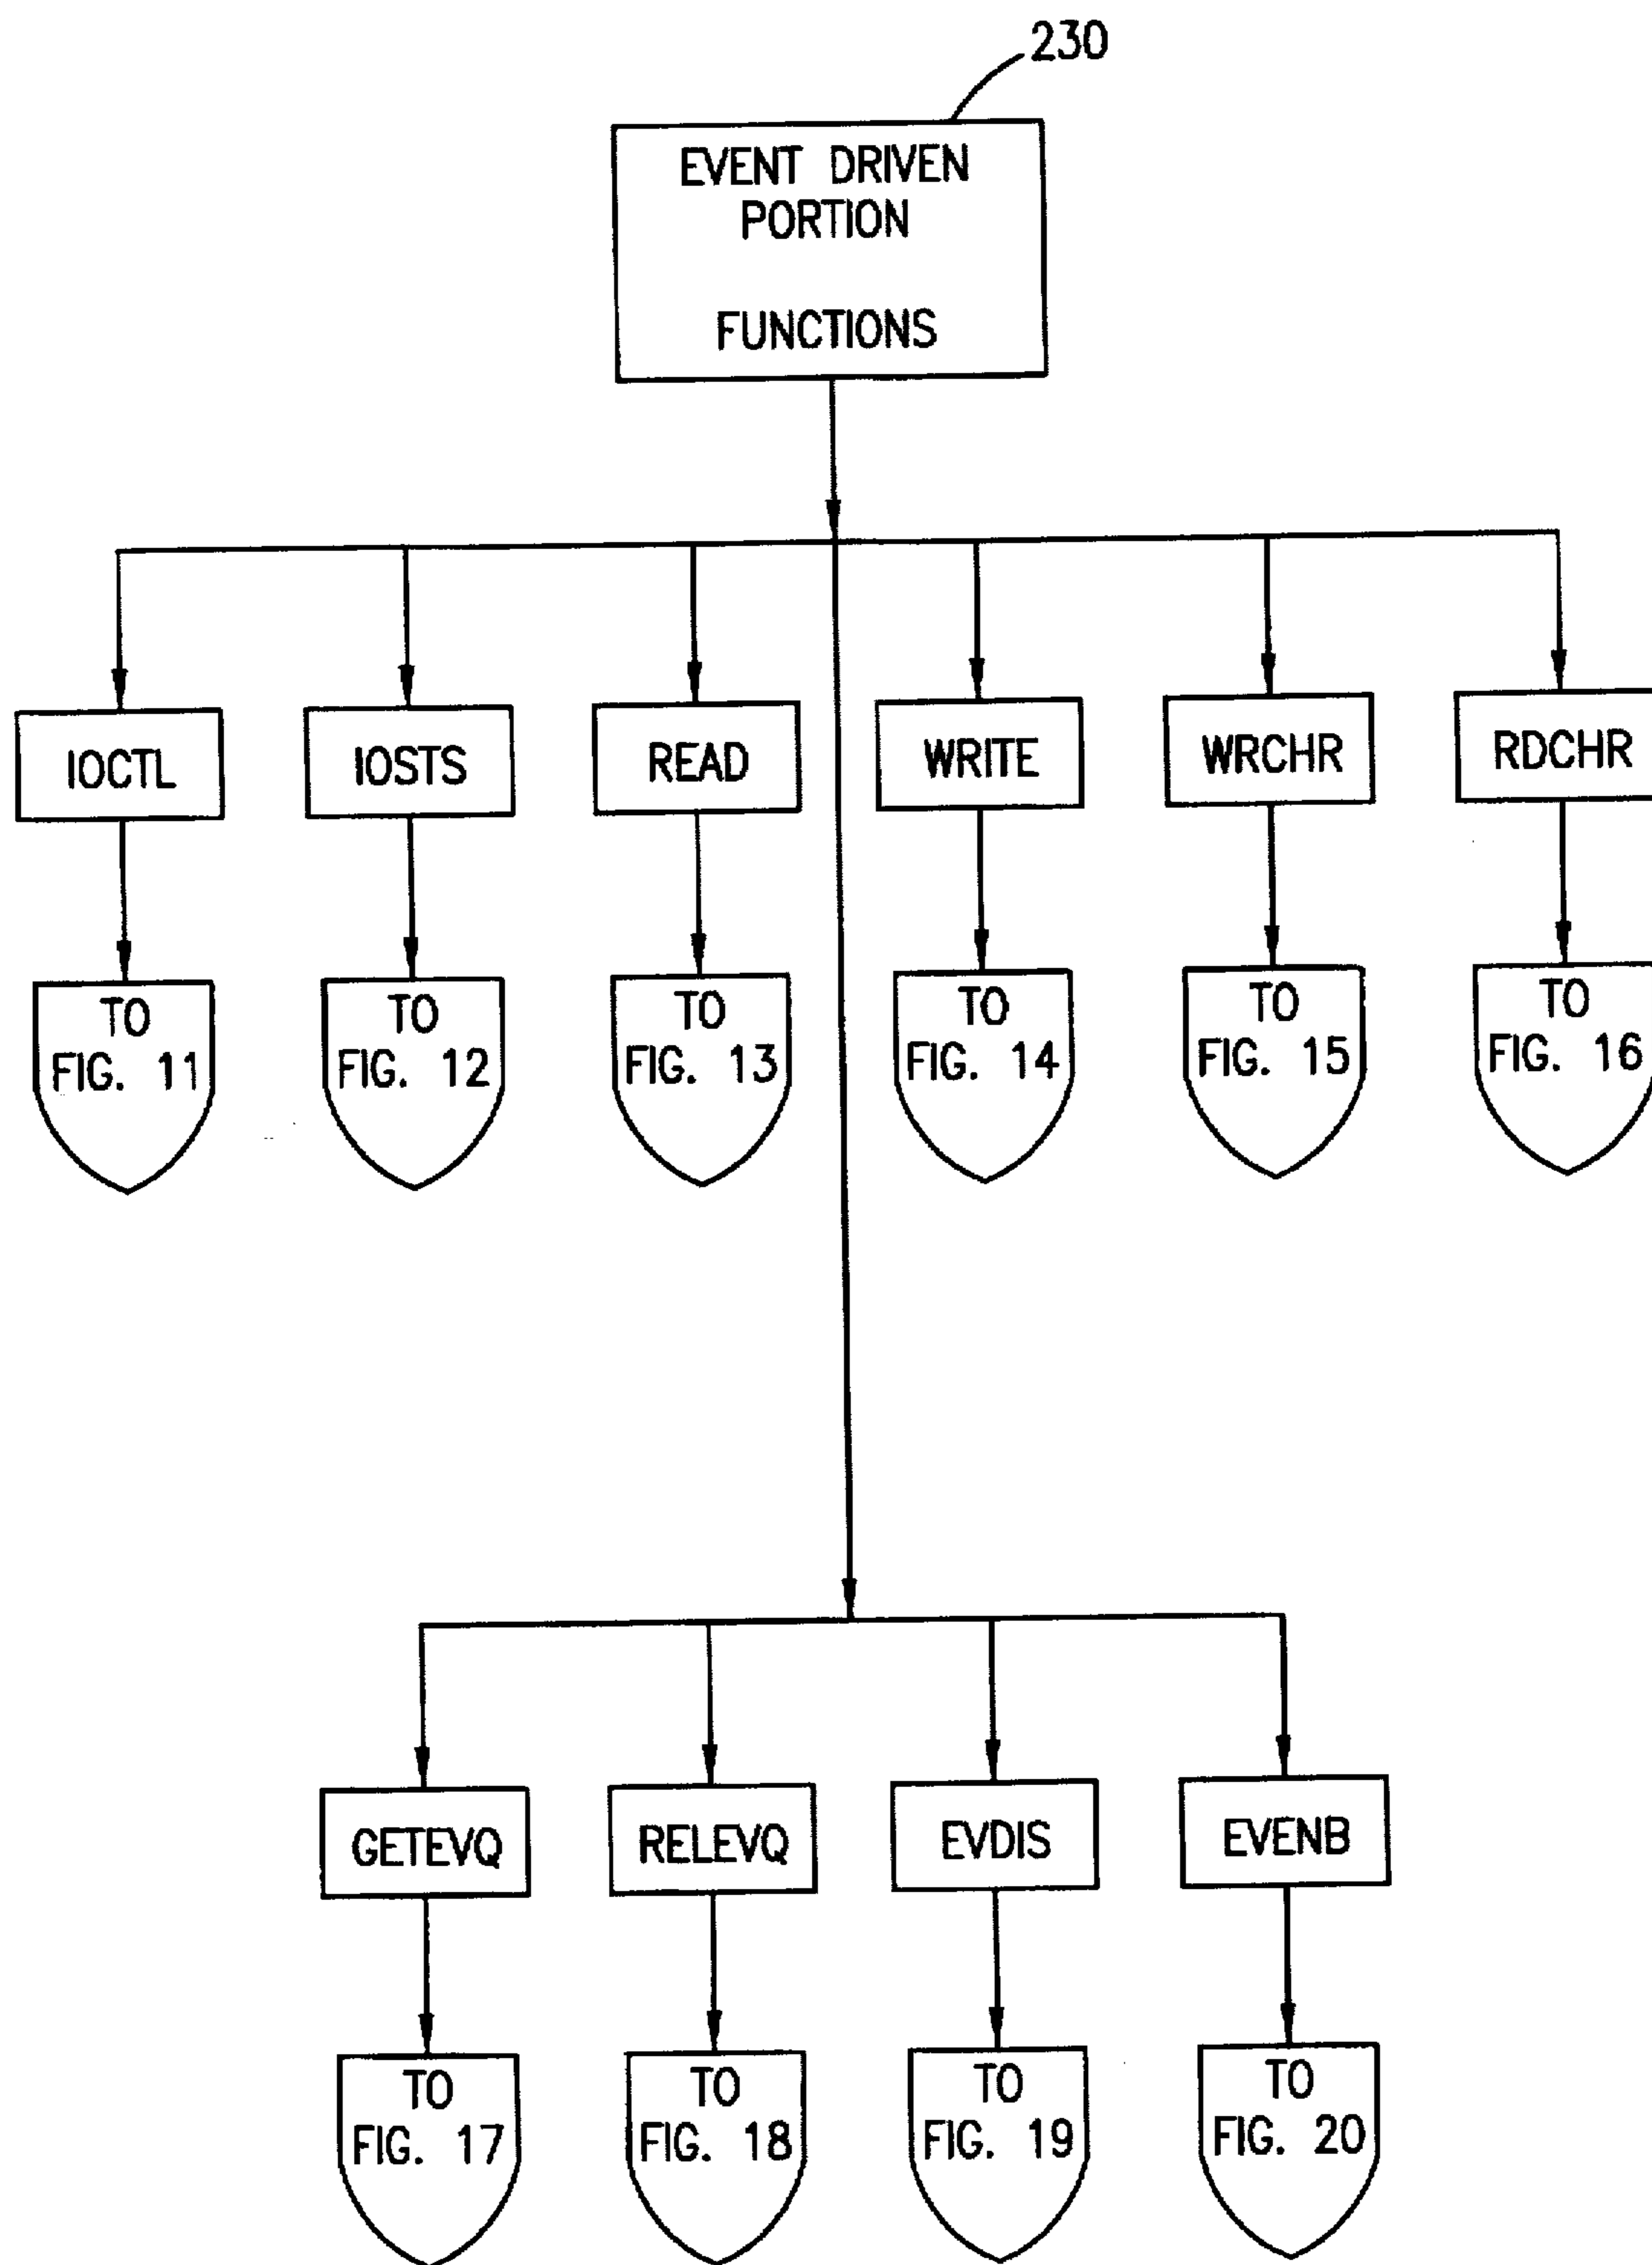 230
EVENT DRIVEN
PORTION
FUNCTIONS
IOCTL
IOSTS
READ
WRITE
WRCHR
RDCHR
TO
FIG. 11
TO
FIG. 12
TO
FIG. 13
TO
FIG. 14
TO
FIG. 15
TO
FIG. 16
GETEVQ
RELEVQ
EVDIS
EVENB
TO
FIG. 17
TO
FIG. 18
TO
FIG. 19
TO
FIG. 20